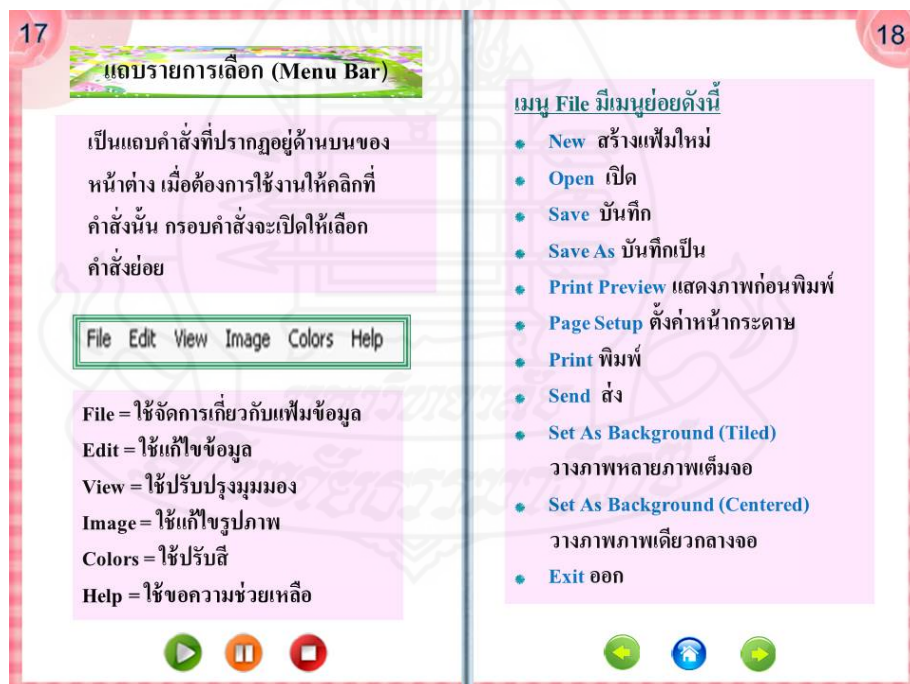 17
แถบรายการเลือก (Menu Bar)
เป็นแถบคำสั่งที่ปรากฏอยู่ด้านบนของ
หน้าต่าง เมื่อต้องการใช้งานให้คลิกที่
คำสั่งนั้น กรอบคำสั่งจะเปิดให้เลือก
คำสั่งย่อย
File Edit View Image Colors Help
File = ใช้จัดการเกี่ยวกับแฟ้มข้อมูล
Edit = ใช้แก้ไขข้อมูล
View = ใช้ปรับปรุงมุมมอง
Image = ใช้แก้ไขรูปภาพ
Colors = ใช้ปรับสี
Help = ใช้ขอความช่วยเหลือ
18
เมนู File มีเมนูย่อยดังนี้
New สร้างแฟ้มใหม่
Open เปิด
Save บันทึก
Save As บันทึกเป็น
Print Preview แสดงภาพก่อนพิมพ์
Page Setup ตั้งค่าหน้ากระดาษ
Print พิมพ์
Send ส่ง
Set As Background (Tiled)
วางภาพหลายภาพเต็มจอ
Set As Background (Centered)
วางภาพภาพเดียวกลางจอ
Exit ออก